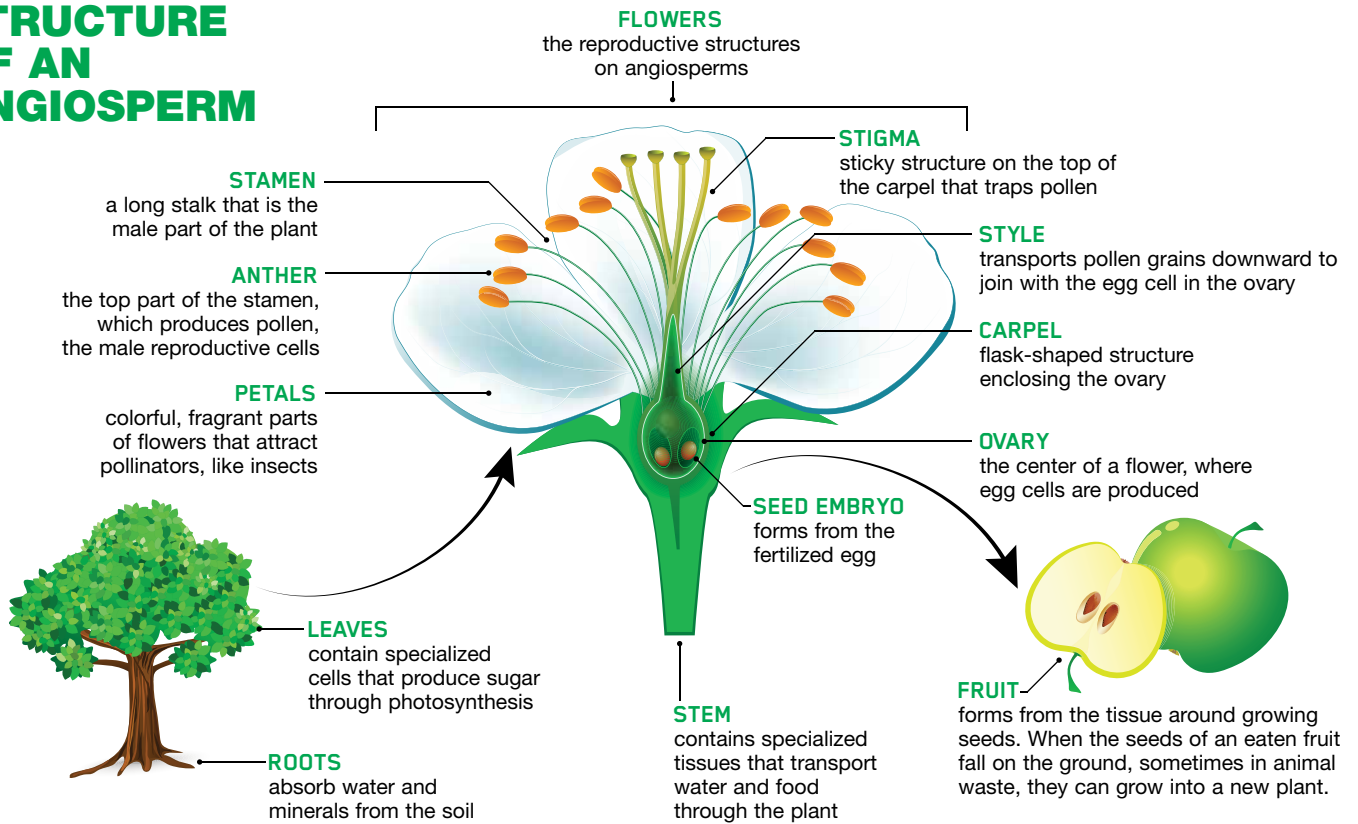 TRUCTURE
F AN
NGIOSPERM
FLOWERS
the reproductive structures
on angiosperms
STAMEN
a long stalk that is the
male part of the plant
ANTHER
the top part of the stamen,
which produces pollen,
the male reproductive cells
PETALS
colorful, fragrant parts
of flowers that attract
pollinators, like insects
STIGMA
sticky structure on the top of
the carpel that traps pollen
STYLE
transports pollen grains downward to
join with the egg cell in the ovary
CARPEL
flask-shaped structure
enclosing the ovary
OVARY
the center of a flower, where
egg cells are produced
SEED EMBRYO
forms from the
fertilized egg
LEAVES
contain specialized
cells that produce sugar
through photosynthesis
ROOTS
absorb water and
minerals from the soil
STEM
contains specialized
tissues that transport
water and food
through the plant
FRUIT
forms from the tissue around growing
seeds. When the seeds of an eaten fruit
fall on the ground, sometimes in animal
waste, they can grow into a new plant.